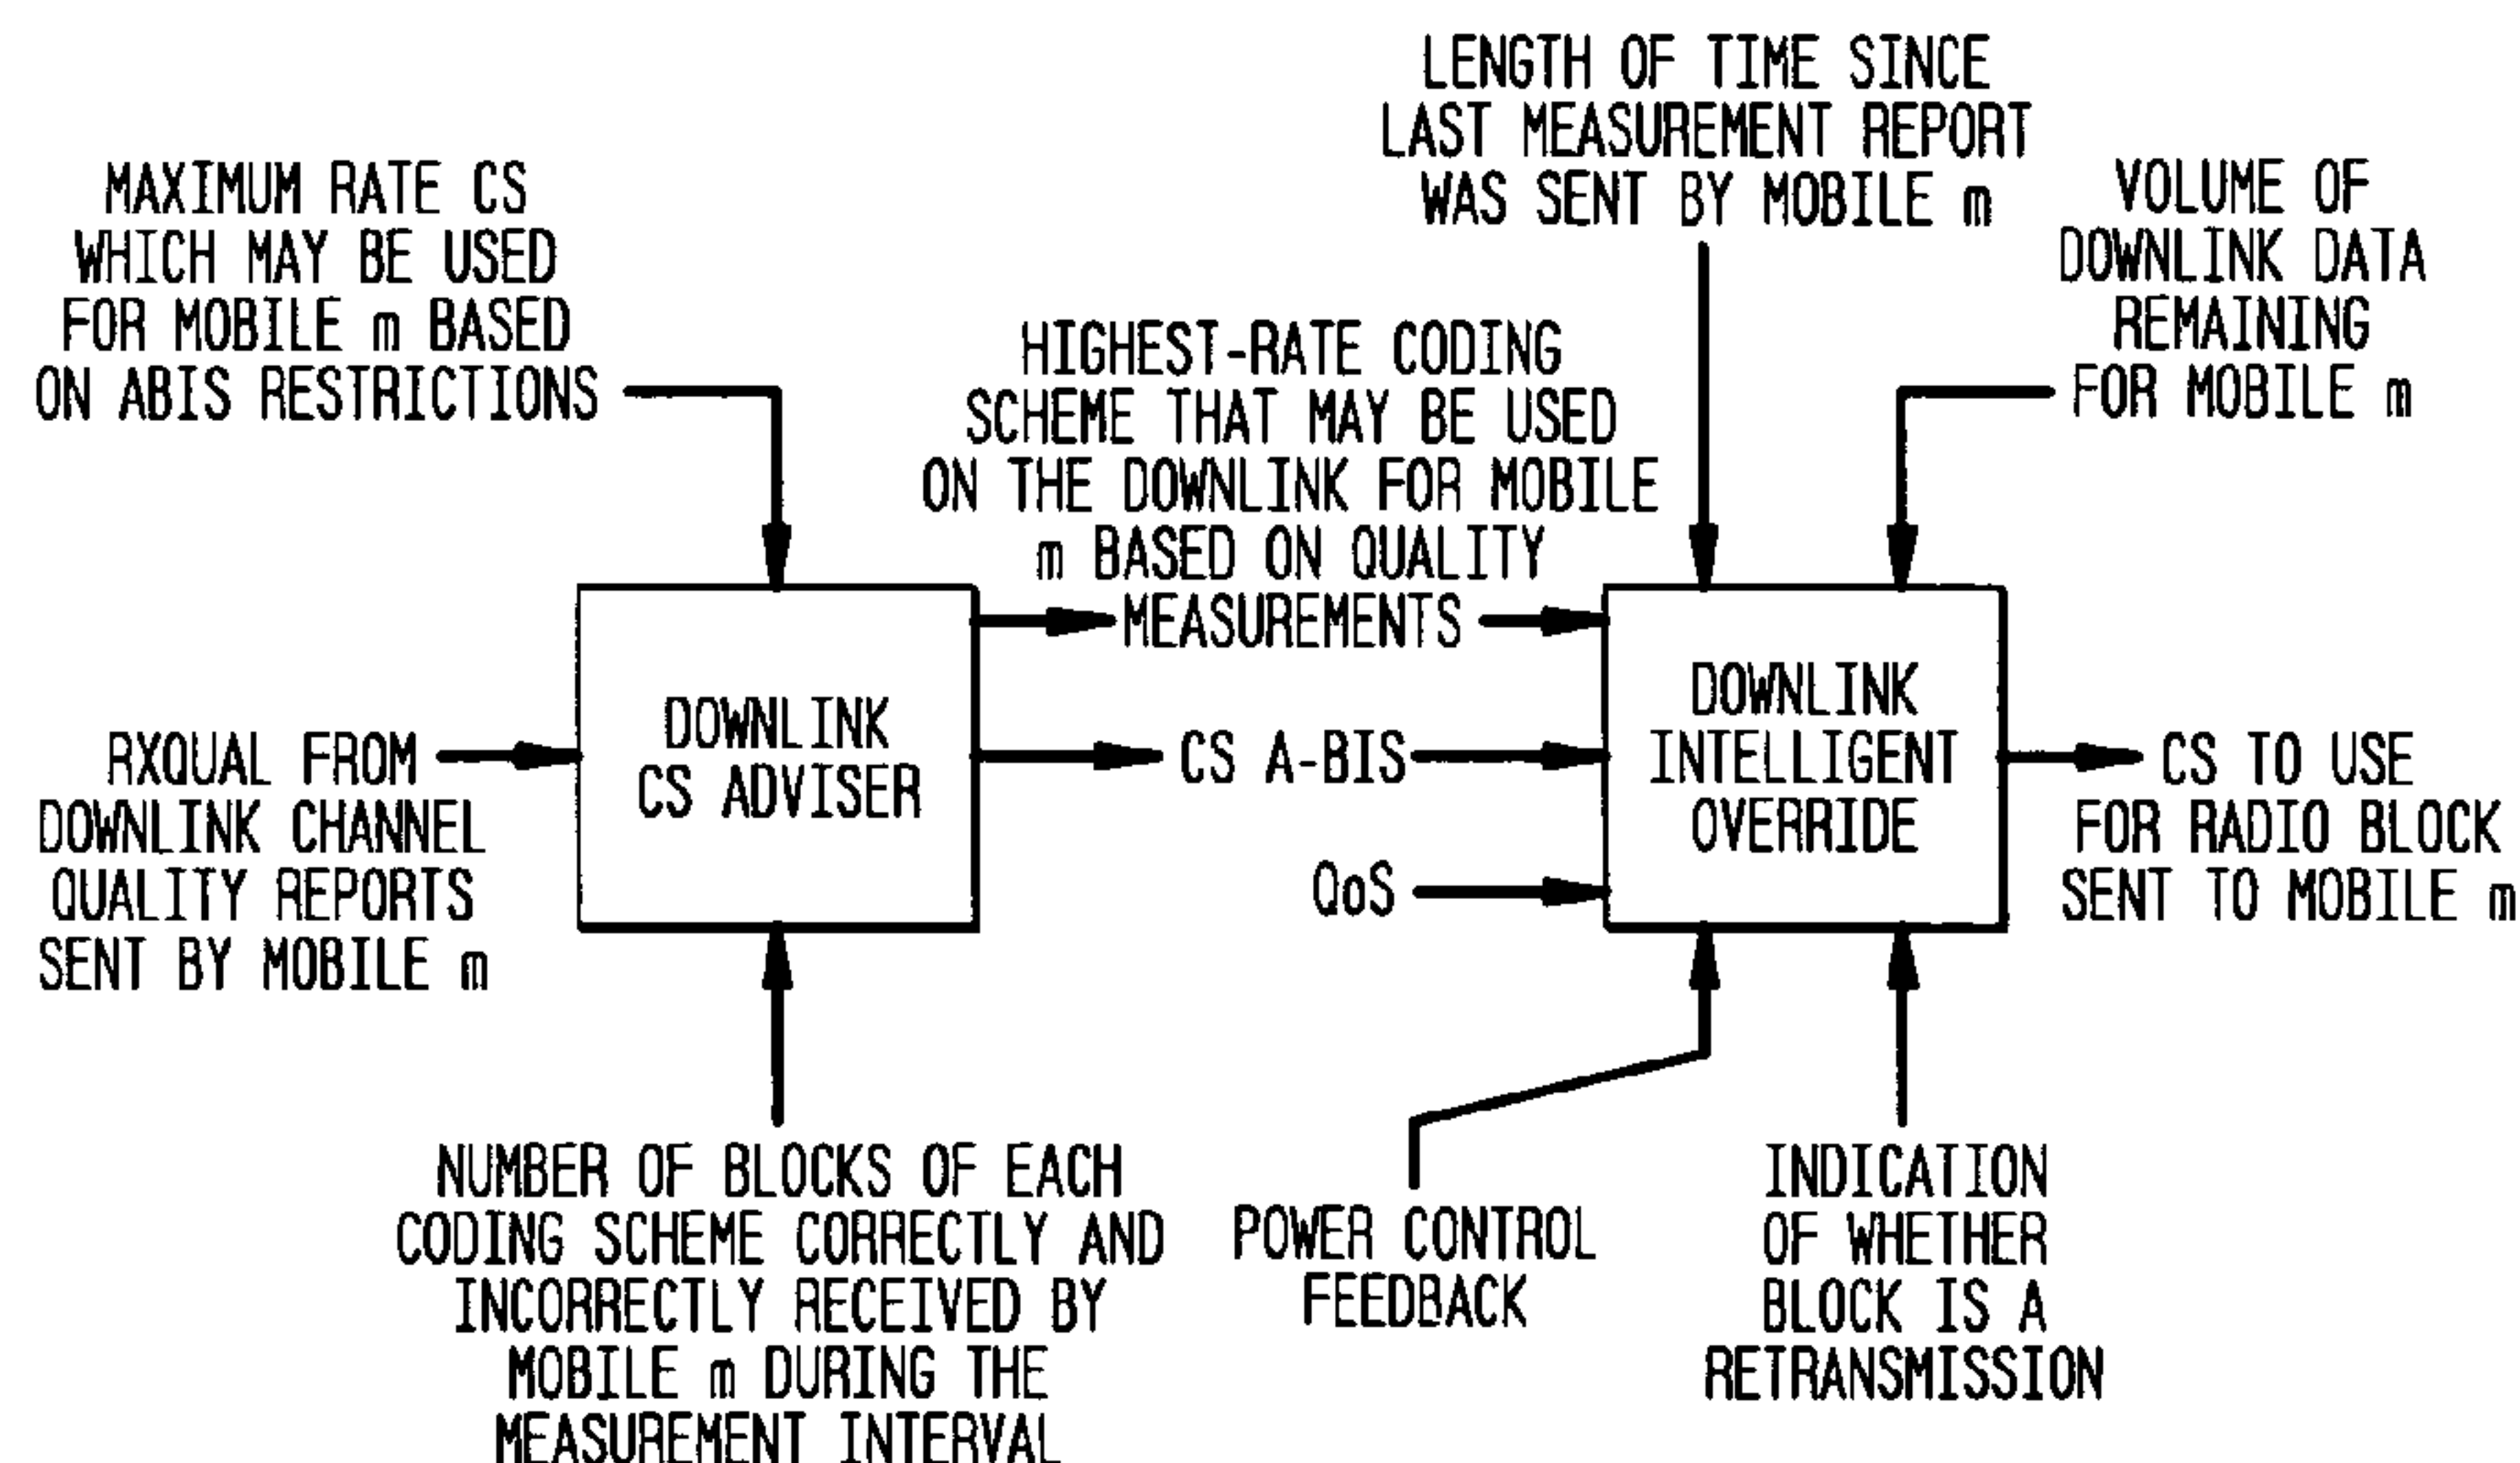 LENGTH OF TIME SINCE
LAST MEASUREMENT REPORT
WAS SENT BY MOBILE m
MAXIMUM RATE CS
WHICH MAY BE USED
FOR MOBILE m BASED
ON ABIS RESTRICTIONS
VOLUME OF
DOWNLINK DATA
REMAINING
FOR MOBILE m
HIGHEST-RATE CODING
SCHEME THAT MAY BE USED
ON THE DOWNLINK FOR MOBILE
m BASED ON QUALITY
MEASUREMENTS
RXQUAL FROM
DOWNLINK CHANNEL
QUALITY REPORTS
SENT BY MOBILE m
DOWNLINK
CS ADVISER
CS A-BIS
QoS
DOWNLINK
INTELLIGENT
OVERRIDE
CS TO USE
FOR RADIO BLOCK
SENT TO MOBILE m
NUMBER OF BLOCKS OF EACH
CODING SCHEME CORRECTLY AND
INCORRECTLY RECEIVED BY
MOBILE m DURING THE
MEASUREMENT INTERVAL
POWER CONTROL
FEEDBACK
INDICATION
OF WHETHER
BLOCK IS A
RETRANSMISSION